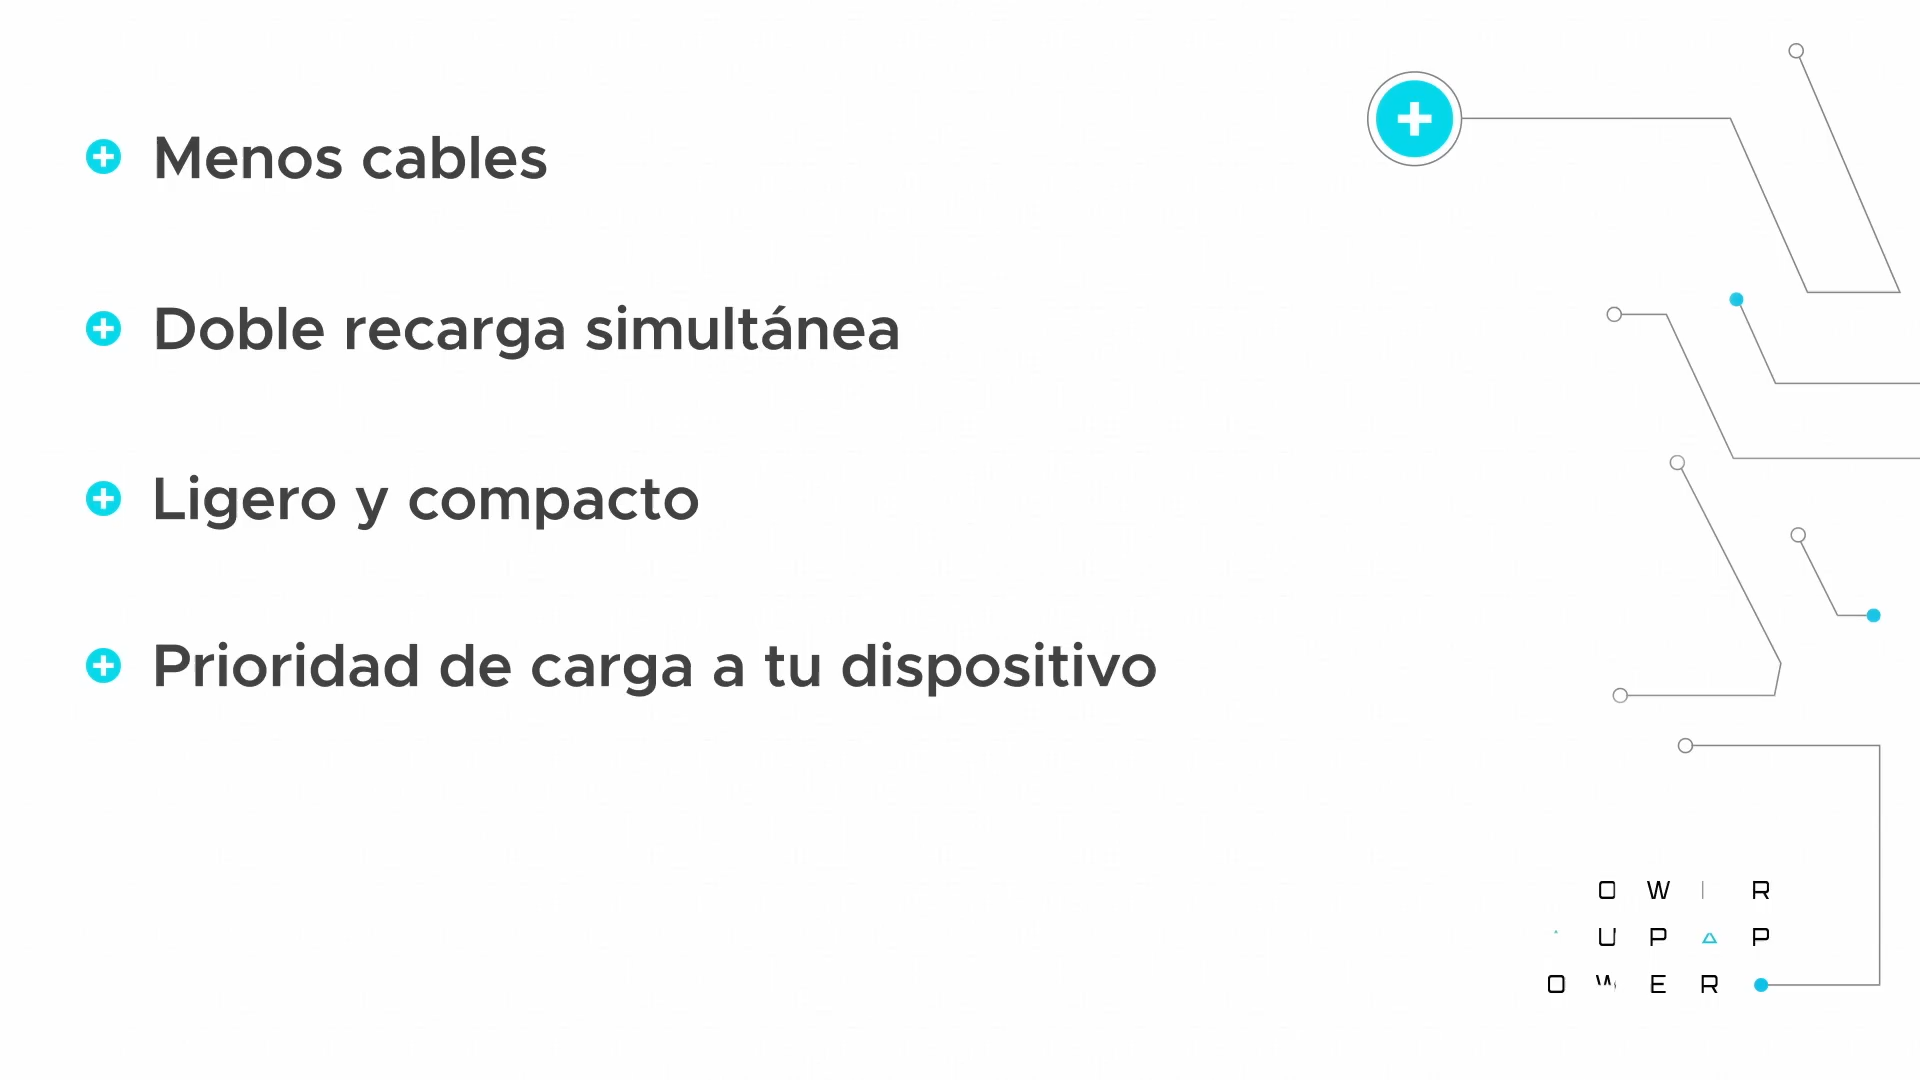 Menos cables
Doble recarga simultánea
Ligero y compacto
Prioridad de carga a tu dispositivo
O W R
U P P
O E R